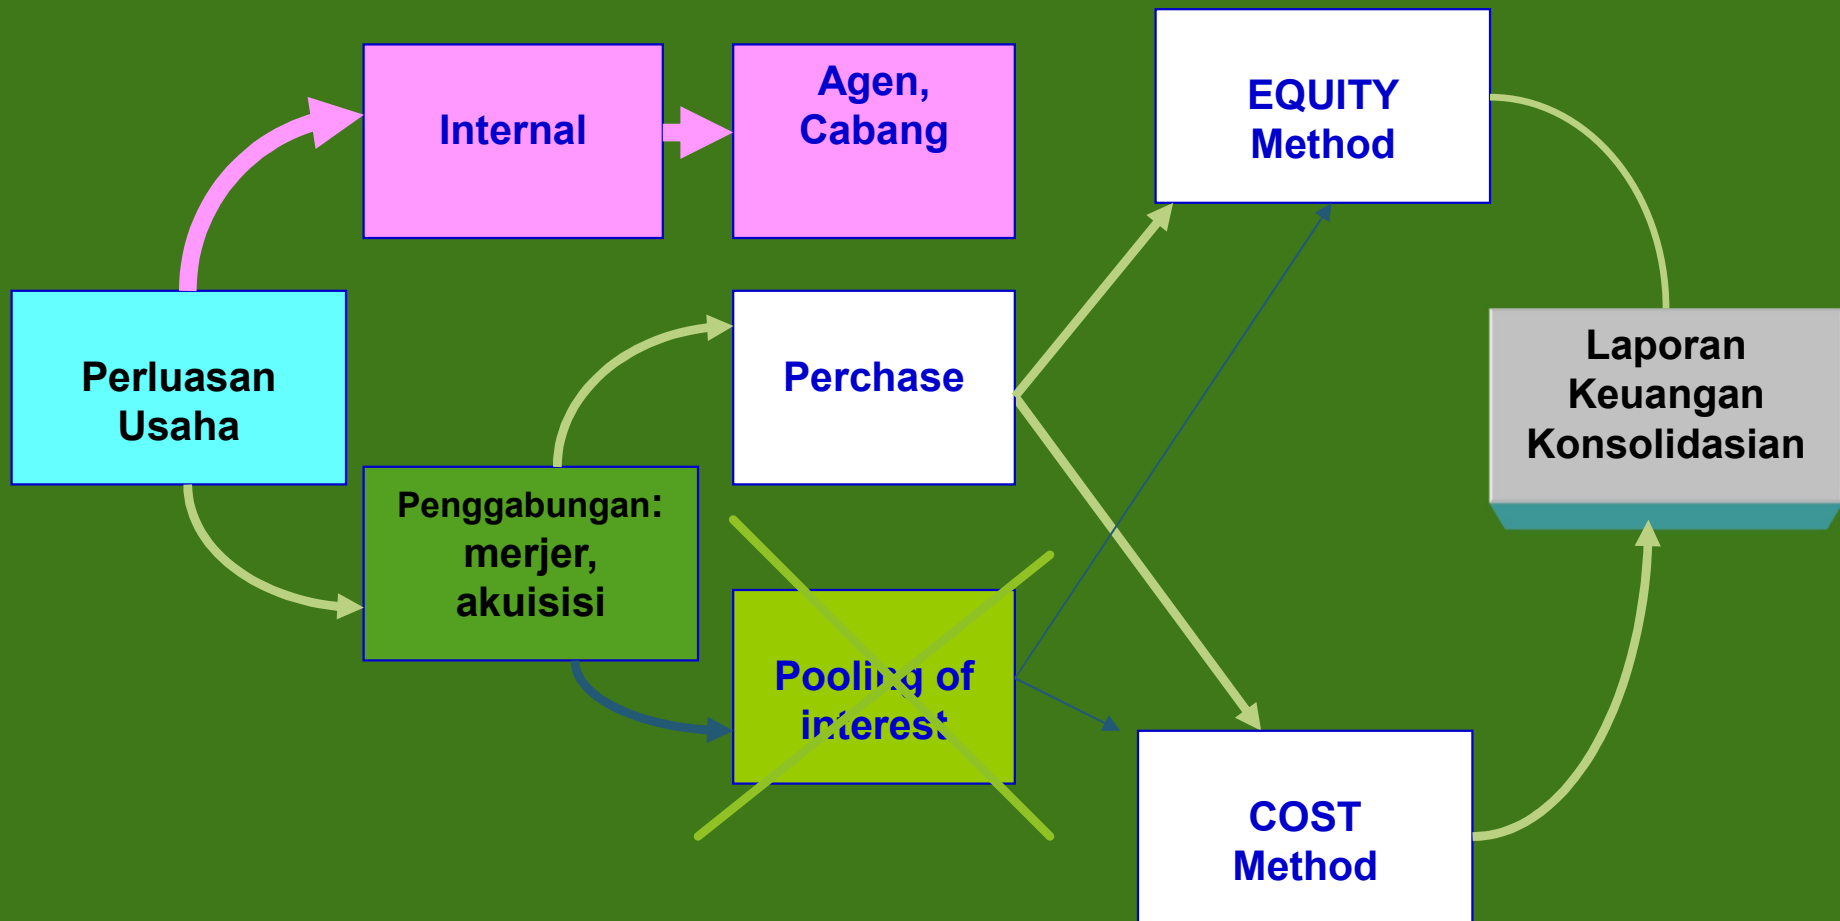 Internal
Agen,
Cabang
EQUITY
Method
Perluasan
Usaha
Perchase
Laporan
Keuangan
Konsolidasian
Penggabungan:
merjer,
akuisisi
Pooling of
interest
COST
Method